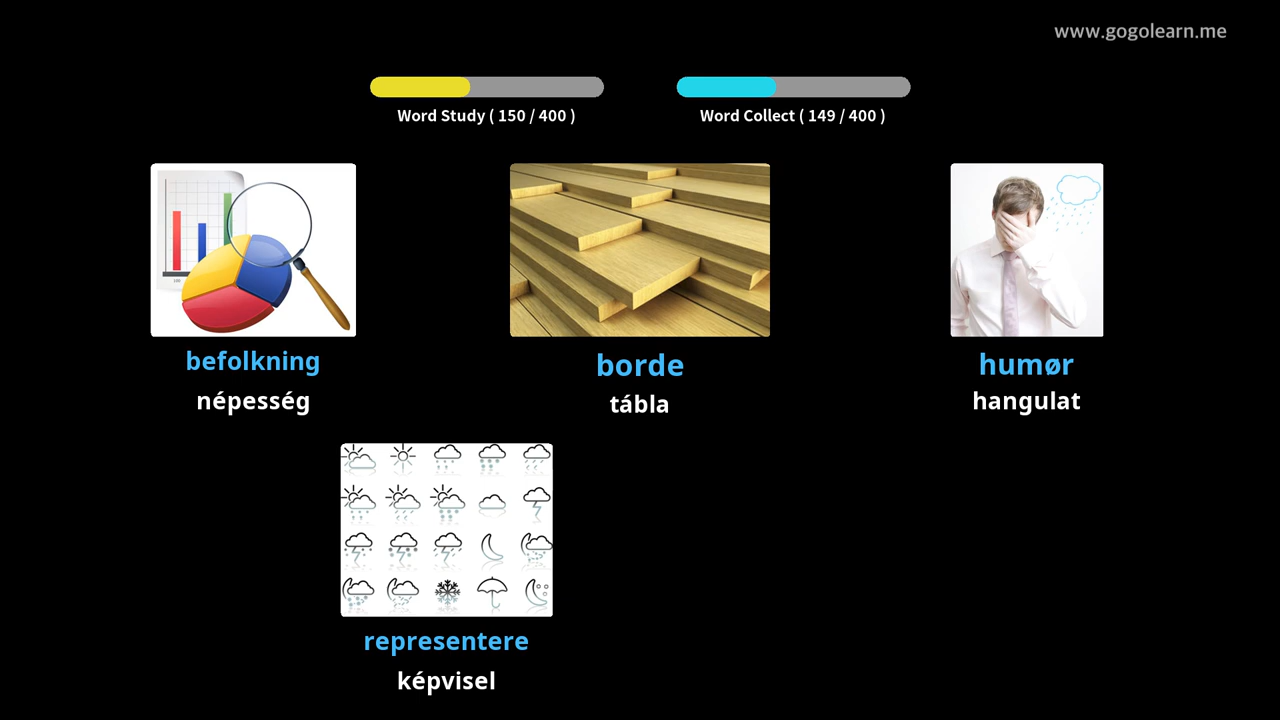 www.gogolearn.me
Word Study ( 150 / 400 )
Word Collect ( 149 / 400 )
befolkning
népesség
borde
tábla
humør
hangulat
representere
képvisel